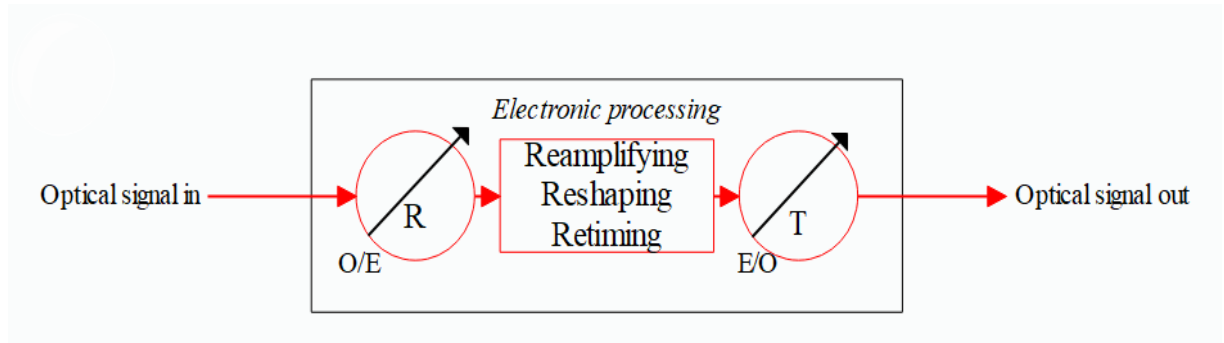 Electronic processing
Optical signal in
R
O/E
Reamplifying
Reshaping
Retiming
T
E/O
Optical signal out